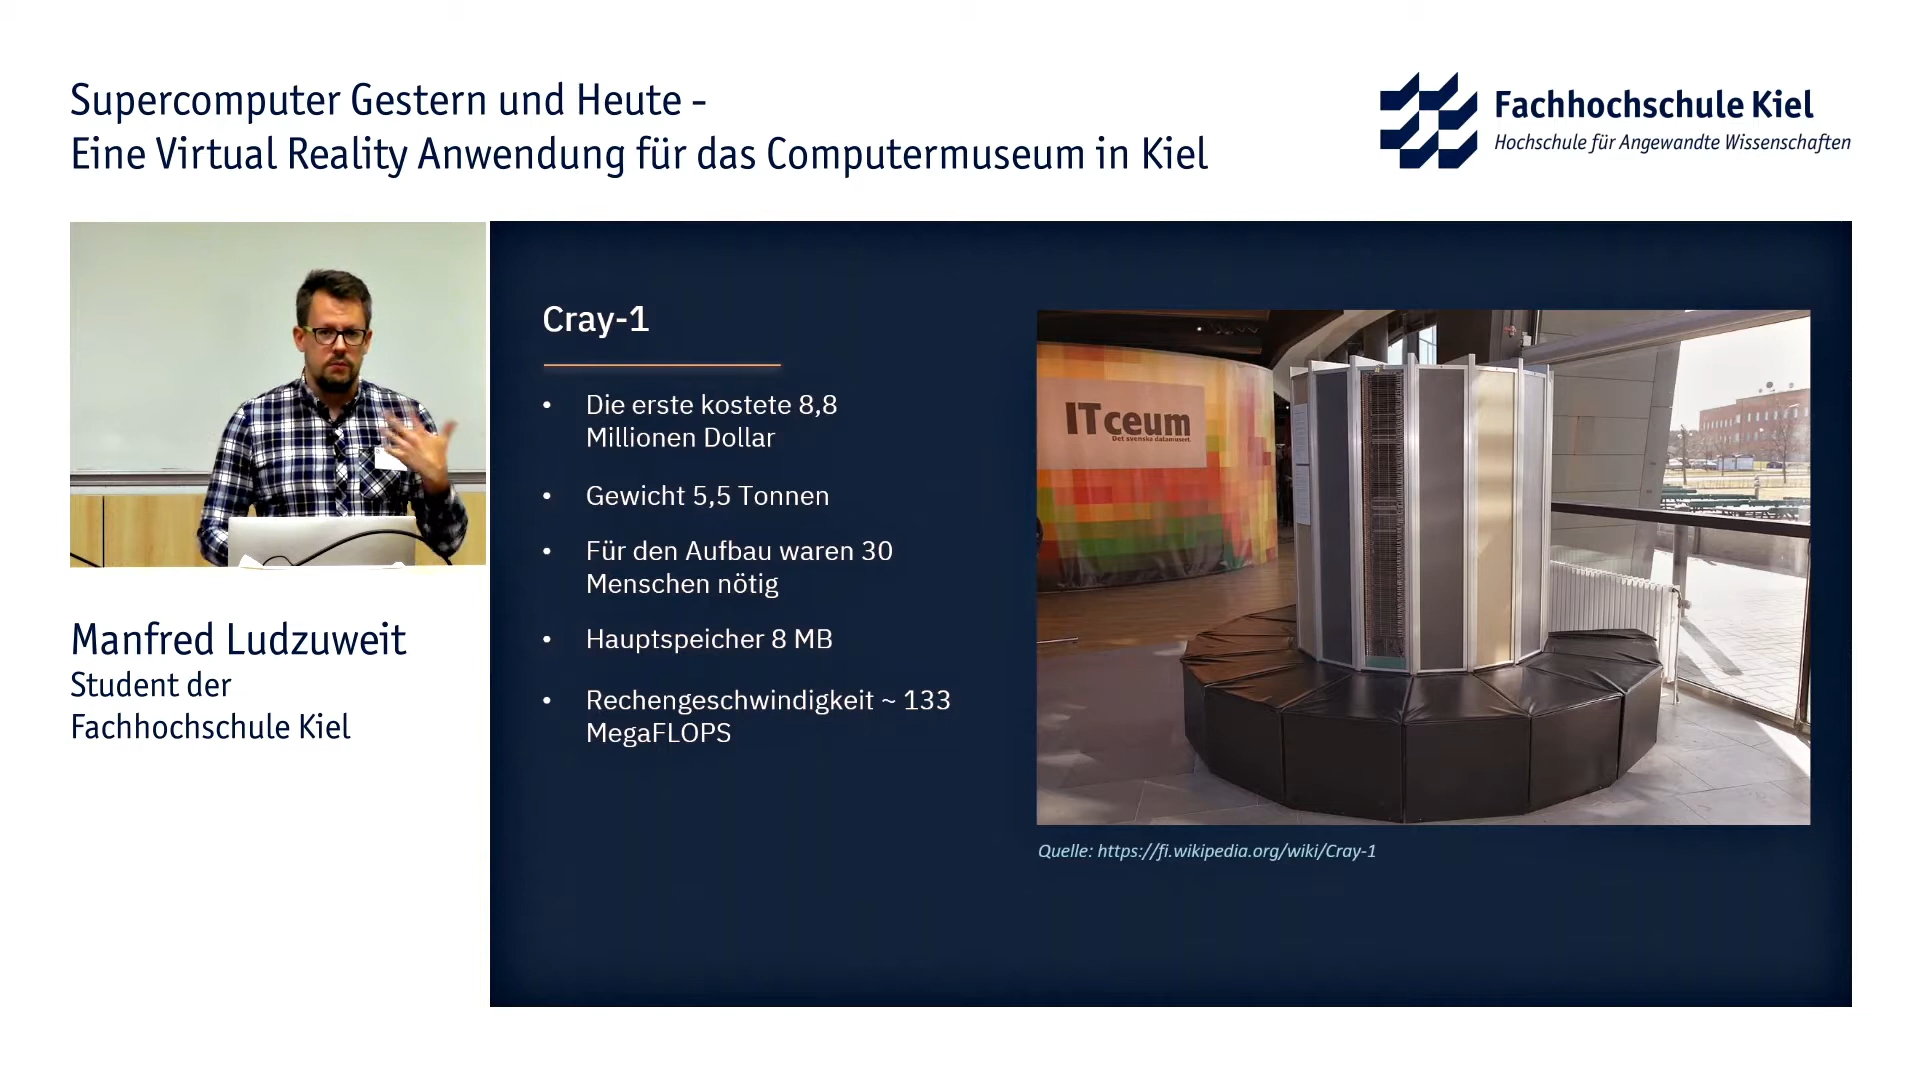 Supercomputer Gestern und Heute -
Eine Virtual Reality Anwendung für das Computermuseum in Kiel
Fachhochschule Kiel
Hochschule für Angewandte Wissenschaften
Cray-1
• Die erste kostete 8,8
Millionen Dollar
• Gewicht 5,5 Tonnen
• Für den Aufbau waren 30
Menschen nötig
• Hauptspeicher 8 MB
• Rechengeschwindigkeit ~ 133
MegaFLOPS
ITceum
Det svenska datamuseet
Quelle: https://fi.wikipedia.org/wiki/Cray-1
Manfred Ludzuweit
Student der
Fachhochschule Kiel